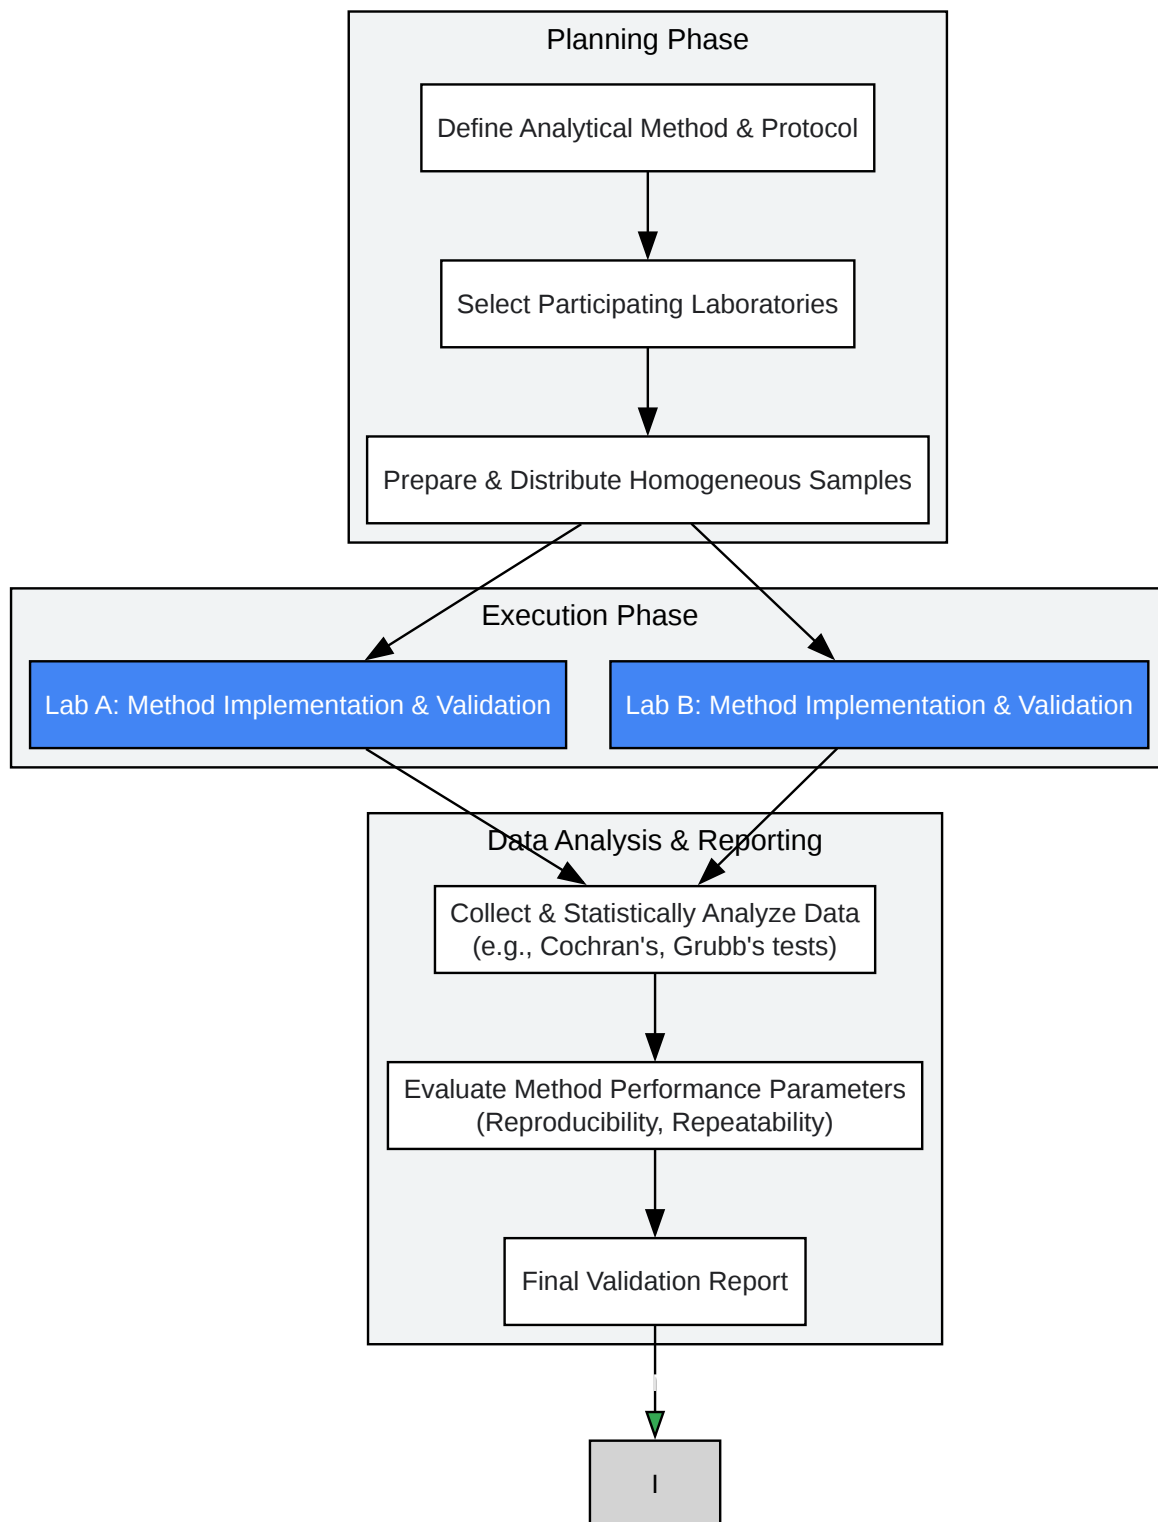 Planning Phase
Define Analytical Method & Protocol
Select Participating Laboratories
Prepare & Distribute Homogeneous Samples
Execution Phase
Lab A: Method Implementation & Validation
Lab B: Method Implementation & Validation
Data Analysis & Reporting
Collect & Statistically Analyze Data
(e.g., Cochran's, Grubb's tests)
Evaluate Method Performance Parameters
(Reproducibility, Repeatability)
Final Validation Report
I